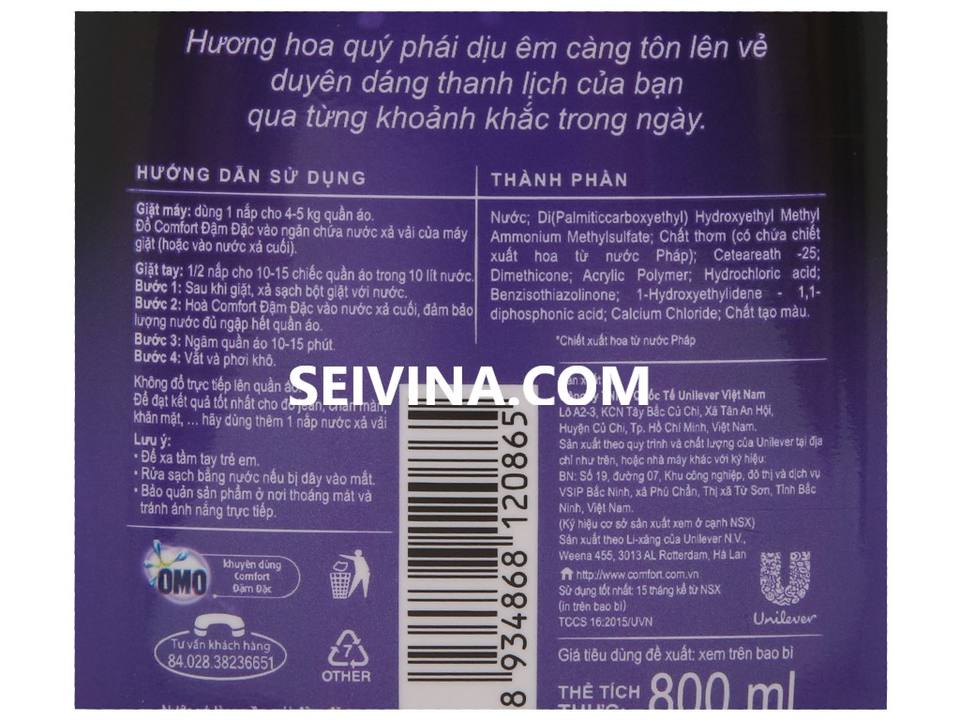 Hương hoa quý phái dịu êm càng tôn lên vẻ
duyên dáng thanh lịch của bạn
qua từng khoảnh khắc trong ngày.
HƯỚNG DẪN SỬ DỤNG
Giặt máy: dùng 1 nắp cho 4-5 kg quần áo.
Đổ Comfort Đậm Đặc vào ngăn chứa nước xả vải của máy
giặt (hoặc vào nước xả cuối).
Giặt tay: 1/2 nắp cho 10-15 chiếc quần áo trong 10 lít nước.
Bước 1: Sau khi giặt, xả sạch bột giặt với nước.
Bước 2: Hoà Comfort Đậm Đặc vào nước xả cuối, đảm bảo
lượng nước đủ ngập hết quần áo.
Bước 3: Ngâm quần áo 10-15 phút.
Bước 4: Vắt và phơi khô.
Không đổ trực tiếp lên quần áo.
Để đạt kết quả tốt nhất cho đồ jean, chăn màn,
khăn mặt, ... hãy dùng thêm 1 nắp nước xả vải
Lưu ý:
• Để xa tầm tay trẻ em.
• Rửa sạch bằng nước nếu bị dây vào mắt.
• Bảo quản sản phẩm ở nơi thoáng mát và
tránh ánh nắng trực tiếp.
OMO
khuyên dùng
Comfort
Đậm Đặc
Tư vấn khách hàng
84.028.38236651
7
OTHER
SEIVINA.COM
8 934868 120865
THÀNH PHẦN
Nước; Di(Palmiticcarboxyethyl) Hydroxyethyl Methyl
Ammonium Methylsulfate; Chất thơm (có chứa chiết
xuất hoa từ nước Pháp); Ceteareath -25;
Dimethicone; Acrylic Polymer; Hydrochloric acid;
Benzisothiazolinone; 1-Hydroxyethylidene - 1,1-
diphosphonic acid; Calcium Chloride; Chất tạo màu.
*Chiết xuất hoa từ nước Pháp
Quốc Tế Unilever Việt Nam
Lô A2-3, KCN Tây Bắc Củ Chi, Xã Tân An Hội,
Huyện Củ Chi, Tp. Hồ Chí Minh, Việt Nam.
Sản xuất theo quy trình và chất lượng của Unilever tại địa
chỉ như trên, hoặc nhà máy khác với ký hiệu:
BN: Số 19, đường 07, Khu công nghiệp, đô thị và dịch vụ
VSIP Bắc Ninh, xã Phù Chẩn, Thị xã Từ Sơn, Tỉnh Bắc
Ninh, Việt Nam.
(Ký hiệu cơ sở sản xuất xem ở cạnh NSX)
Sản xuất theo Li-xăng của Unilever N.V.,
Weena 455, 3013 AL Rotterdam, Hà Lan
http://www.comfort.com.vn
Sử dụng tốt nhất: 15 tháng kể từ NSX
(in trên bao bì)
TCCS 16:2015/UVN
Unilever
Giá tiêu dùng đề xuất: xem trên bao bì
THỂ TÍCH
THỰC: 800 ml